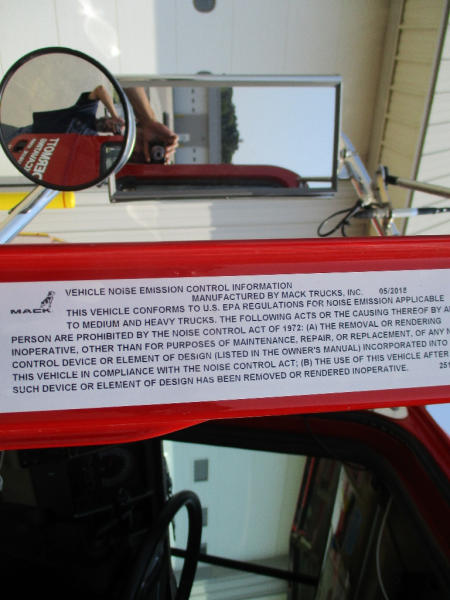 VEHICLE NOISE EMISSION CONTROL INFORMATION
MANUFACTURED BY MACK TRUCKS, INC. 05/2018
MACK
THIS VEHICLE CONFORMS TO U.S. EPA REGULATIONS FOR NOISE EMISSION APPLICABLE
TO MEDIUM AND HEAVY TRUCKS. THE FOLLOWING ACTS OR THE CAUSING THEREOF BY
PERSON ARE PROHIBITED BY THE NOISE CONTROL ACT OF 1972: (A) THE REMOVAL OR RENDERING
INOPERATIVE, OTHER THAN FOR PURPOSES OF MAINTENANCE, REPAIR, OR REPLACEMENT, OF ANY
CONTROL DEVICE OR ELEMENT OF DESIGN (LISTED IN THE OWNER'S MANUAL) INCORPORATED INTO
THIS VEHICLE IN COMPLIANCE WITH THE NOISE CONTROL ACT; (B) THE USE OF THIS VEHICLE AFTER
SUCH DEVICE OR ELEMENT OF DESIGN HAS BEEN REMOVED OR RENDERED INOPERATIVE. 251